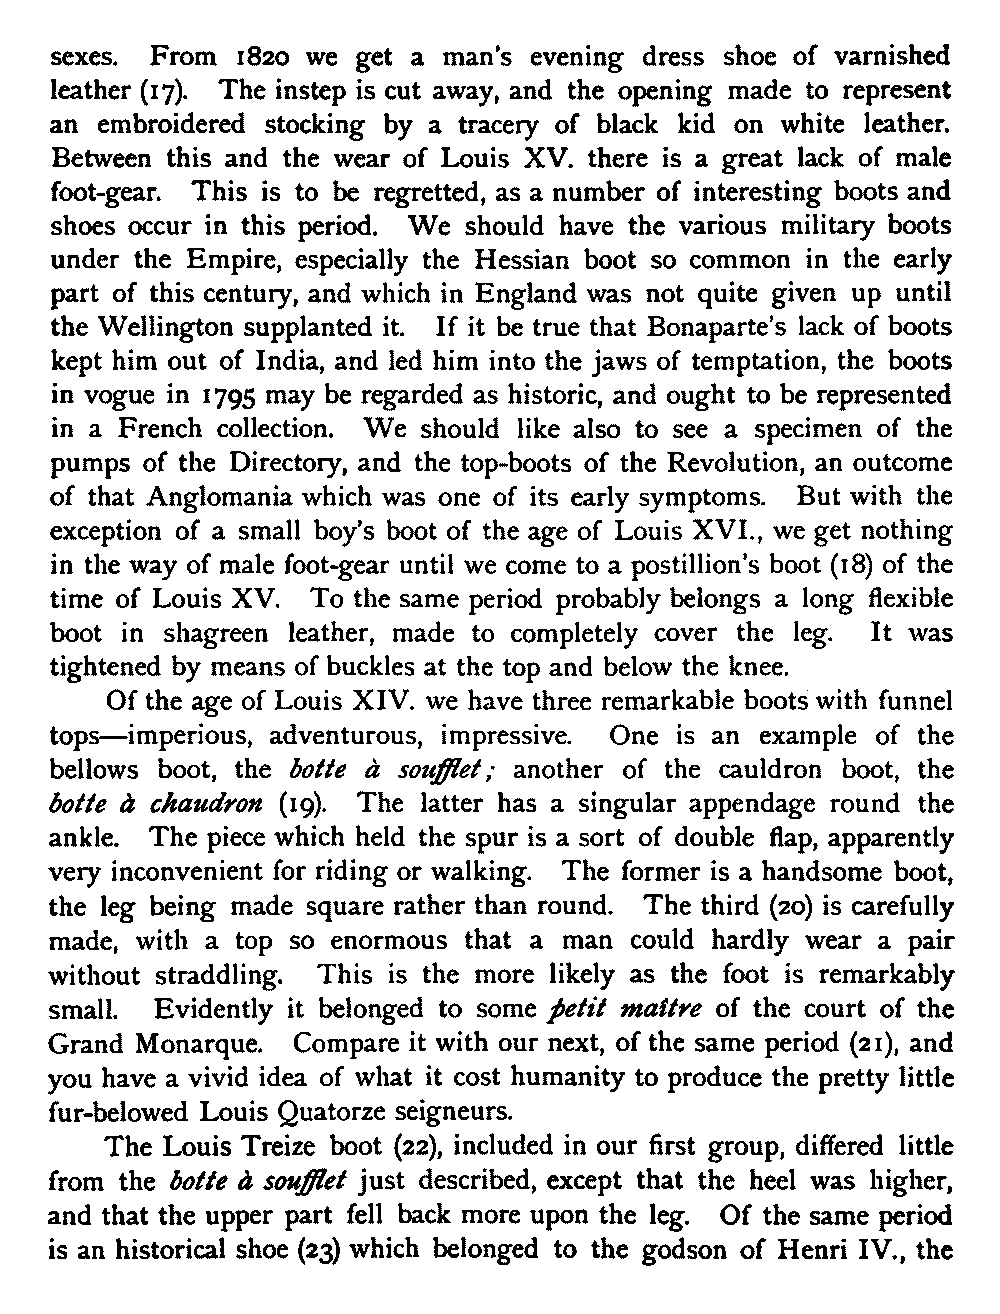 sexes. From 1820 we get a man's evening dress shoe of varnished
leather (17). The instep is cut away, and the opening made to represent
an embroidered stocking by a tracery of black kid on white leather.
Between this and the wear of Louis XV. there is a great lack of male
foot-gear. This is to be regretted, as a number of interesting boots and
shoes occur in this period. We should have the various military boots
under the Empire, especially the Hessian boot so common in the early
part of this century, and which in England was not quite given up until
the Wellington supplanted it. If it be true that Bonaparte's lack of boots
kept him out of India, and led him into the jaws of temptation, the boots
in vogue in 1795 may be regarded as historic, and ought to be represented
in a French collection. We should like also to see a specimen of the
pumps of the Directory, and the top-boots of the Revolution, an outcome
of that Anglomania which was one of its early symptoms. But with the
exception of a small boy's boot of the age of Louis XVI., we get nothing
in the way of male foot-gear until we come to a postillion's boot (18) of the
time of Louis XV. To the same period probably belongs a long flexible
boot in shagreen leather, made to completely cover the leg. It was
tightened by means of buckles at the top and below the knee.
Of the age of Louis XIV. we have three remarkable boots with funnel
tops—imperious, adventurous, impressive. One is an example of the
bellows boot, the botte à soufflet; another of the cauldron boot, the
botte à chaudron (19). The latter has a singular appendage round the
ankle. The piece which held the spur is a sort of double flap, apparently
very inconvenient for riding or walking. The former is a handsome boot,
the leg being made square rather than round. The third (20) is carefully
made, with a top so enormous that a man could hardly wear a pair
without straddling. This is the more likely as the foot is remarkably
small. Evidently it belonged to some petit maître of the court of the
Grand Monarque. Compare it with our next, of the same period (21), and
you have a vivid idea of what it cost humanity to produce the pretty little
fur-belowed Louis Quatorze seigneurs.
The Louis Treize boot (22), included in our first group, differed little
from the botte à soufflet just described, except that the heel was higher,
and that the upper part fell back more upon the leg. Of the same period
is an historical shoe (23) which belonged to the godson of Henri IV., the